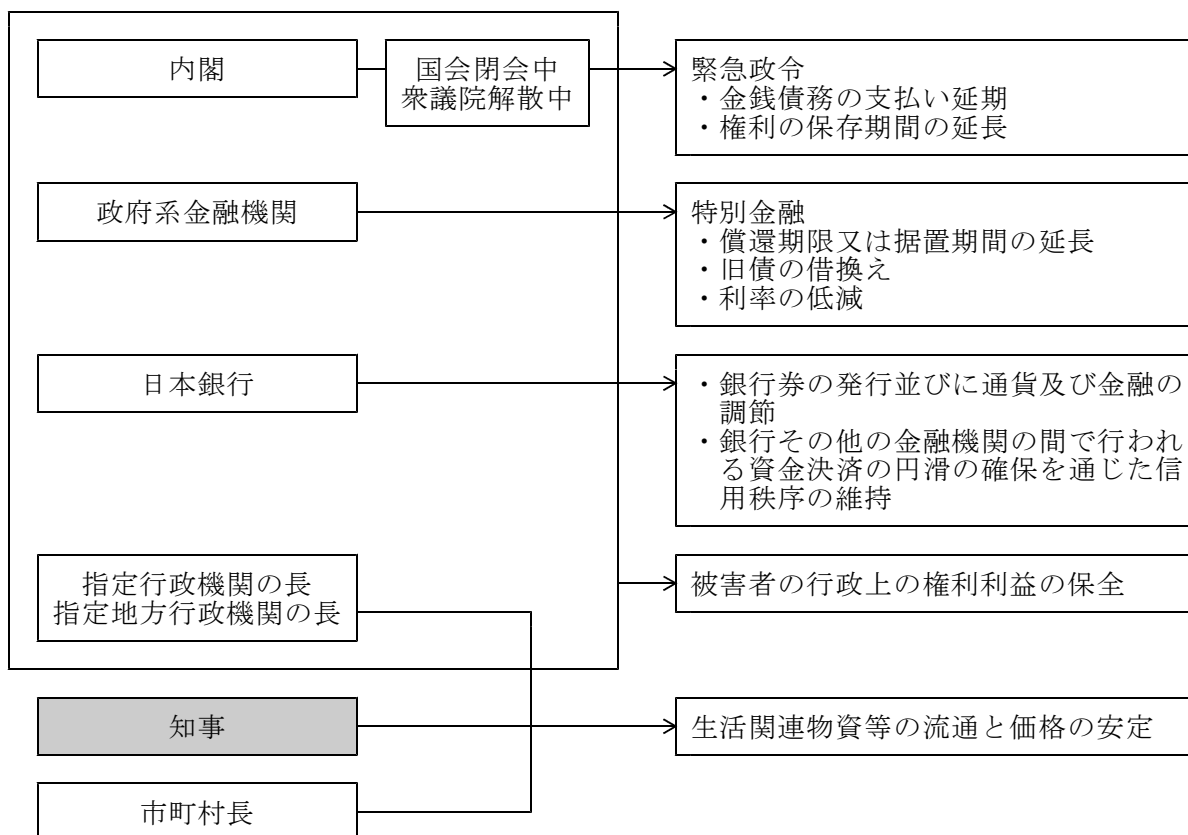 内閣
国会閉会中
衆議院解散中
緊急政令
・金銭債務の支払い延期
・権利の保存期間の延長
政府系金融機関
特別金融
・償還期限又は据置期間の延長
・旧債の借換え
・利率の低減
日本銀行
・銀行券の発行並びに通貨及び金融の
調節
・銀行その他の金融機関の間で行われ
る資金決済の円滑の確保を通じた信
用秩序の維持
指定行政機関の長
指定地方行政機関の長
被害者の行政上の権利利益の保全
知事
生活関連物資等の流通と価格の安定
市町村長